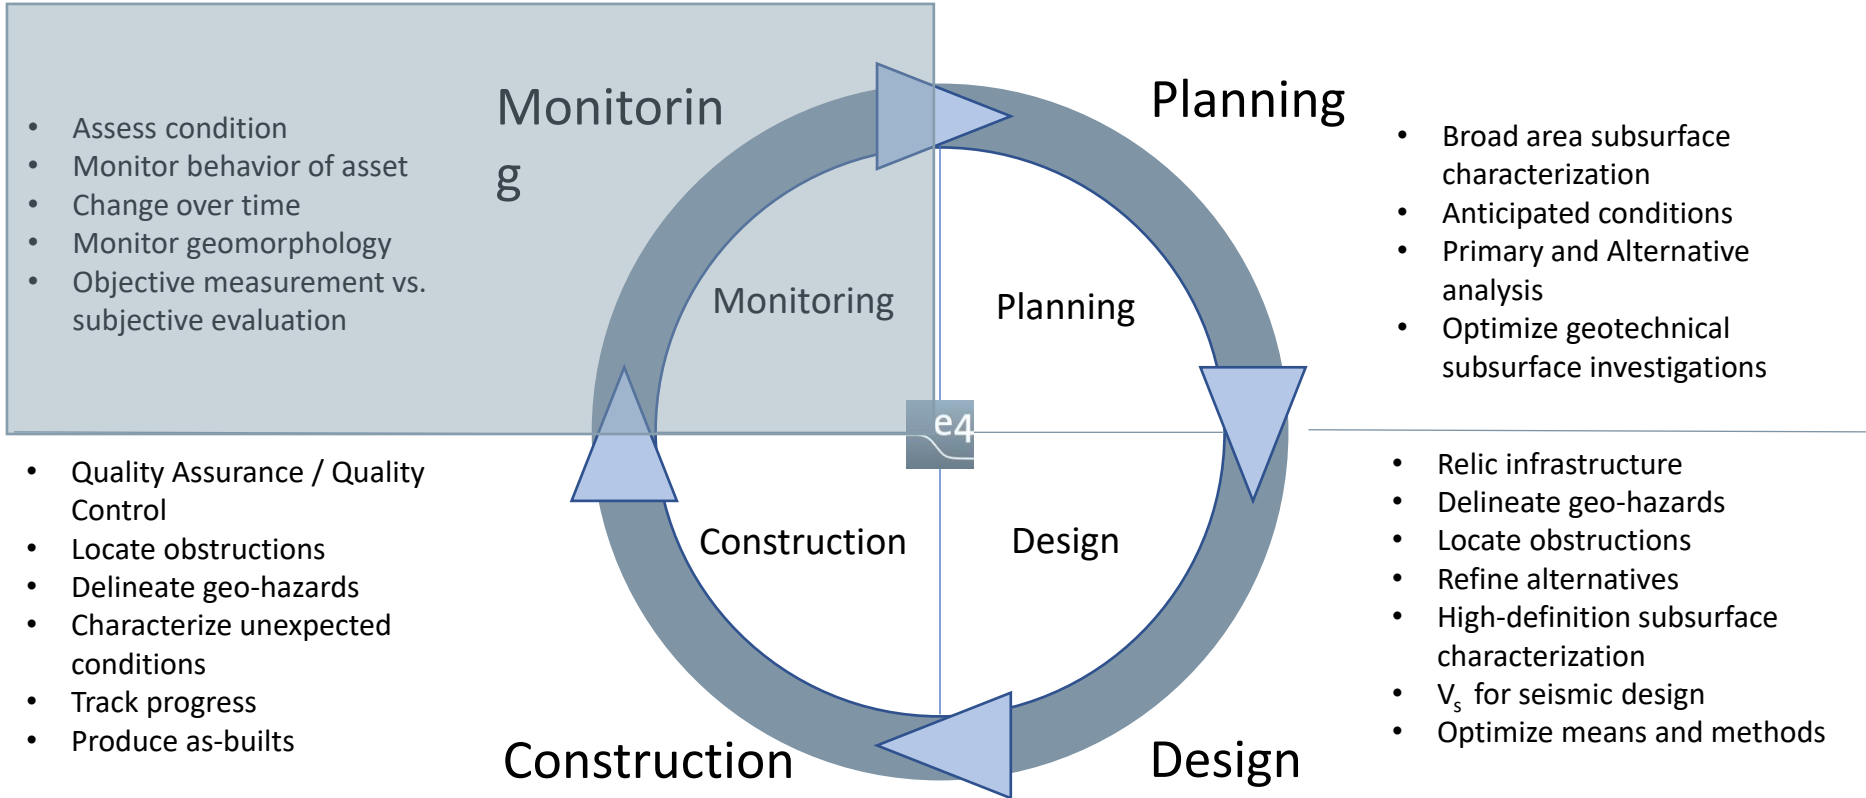 Monitorin
g
• Assess condition
• Monitor behavior of asset
• Change over time
• Monitor geomorphology
• Objective measurement vs.
subjective evaluation
Planning
• Broad area subsurface
characterization
• Anticipated conditions
• Primary and Alternative
analysis
• Optimize geotechnical
subsurface investigations
Monitoring
Planning
e4
Construction
Design
• Quality Assurance / Quality
Control
• Locate obstructions
• Delineate geo-hazards
• Characterize unexpected
conditions
• Track progress
• Produce as-builts
Construction
• Relic infrastructure
• Delineate geo-hazards
• Locate obstructions
• Refine alternatives
• High-definition subsurface
characterization
• Vs for seismic design
• Optimize means and methods
Design